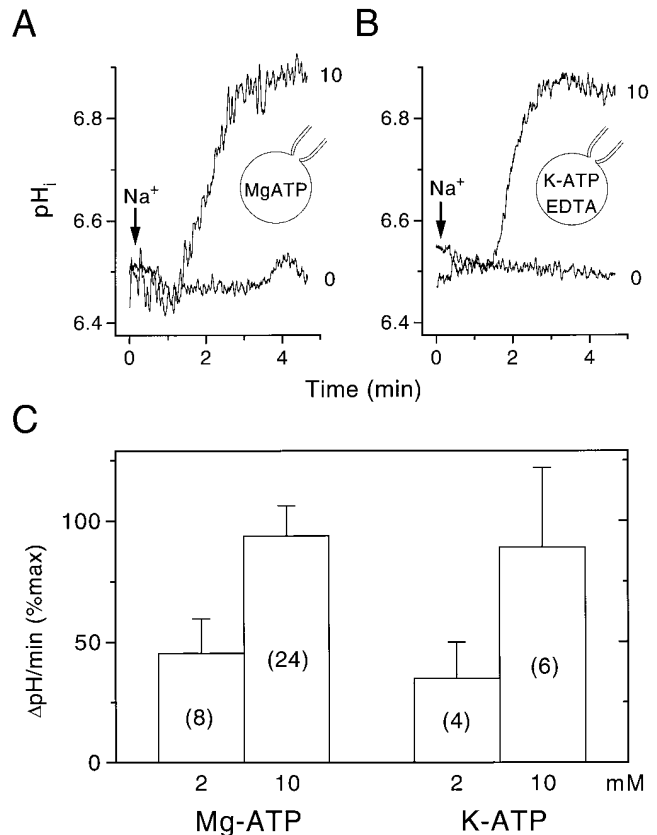 A
B
6.8
6.6
6.4
pHi
Na+
MgATP
10
0
0
2
4
Na+
K-ATP
EDTA
10
0
0
2
4
Time (min)
C
ΔpH/min (%max)
100
50
0
(8)
(24)
(4)
(6)
2
10
2
10
mM
Mg-ATP
K-ATP